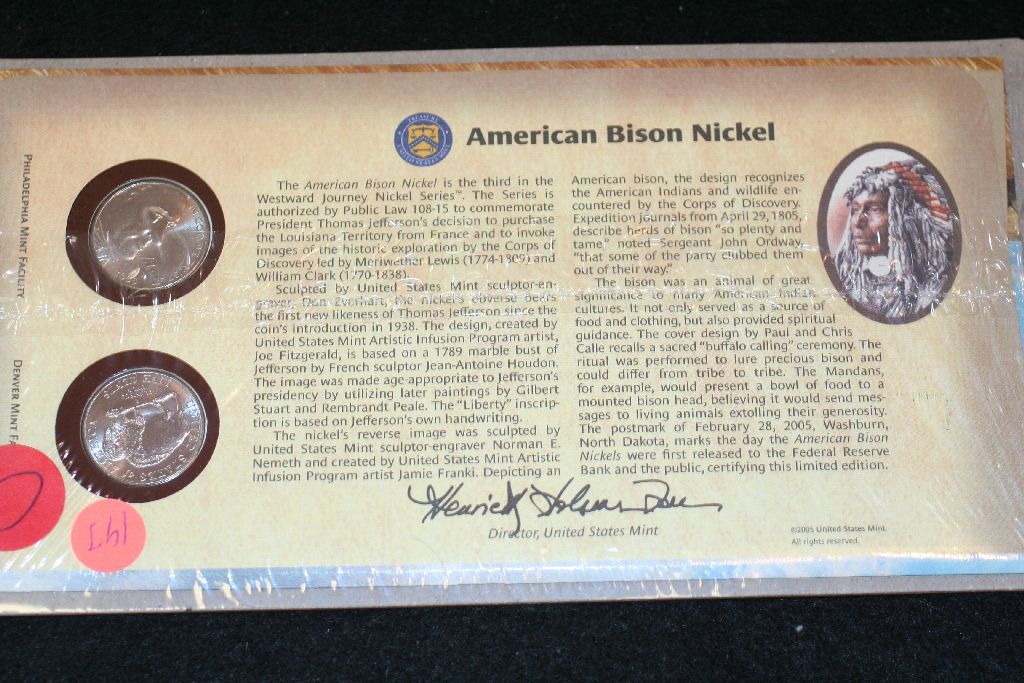 American Bison Nickel
PHILADELPHIA MINT FACILITY
DENVER MINT FA
The American Bison Nickel is the third in the
Westward Journey Nickel Series™. The Series is
authorized by Public Law 108-15 to commemorate
President Thomas Jefferson's decision to purchase
the Louisiana Territory from France and to invoke
images of the historic exploration by the Corps of
Discovery led by Meriwether Lewis (1774-1809) and
William Clark (1770-1838).
Sculpted by United States Mint sculptor-en-
graver, Don Everhart, the nickel's obverse bears
the first new likeness of Thomas Jefferson since the
coin's introduction in 1938. The design, created by
United States Mint Artistic Infusion Program artist,
Joe Fitzgerald, is based on a 1789 marble bust of
Jefferson by French sculptor Jean-Antoine Houdon.
The image was made age-appropriate to Jefferson's
presidency by utilizing later paintings by Gilbert
Stuart and Rembrandt Peale. The "Liberty" inscrip-
tion is based on Jefferson's own handwriting.
The nickel's reverse image was sculpted by
United States Mint sculptor-engraver Norman E.
Nemeth and created by United States Mint Artistic
Infusion Program artist Jamie Franki. Depicting an
American bison, the design recognizes
the American Indians and wildlife en-
countered by the Corps of Discovery.
Expedition journals from April 29, 1805,
describe herds of bison "so plenty and
tame," noted Sergeant John Ordway,
"that some of the party clubbed them
out of their way."
The bison was an animal of great
significance to many American Indian
cultures. It not only served as a source of
food and clothing, but also provided spiritual
guidance. The cover design by Paul and Chris
Calle recalls a sacred "buffalo calling" ceremony. The
ritual was performed to lure precious bison and
could differ from tribe to tribe. The Mandans,
for example, would present a bowl of food to a
mounted bison head, believing it would send mes-
sages to living animals extolling their generosity.
The postmark of February 28, 2005, Washburn,
North Dakota, marks the day the American Bison
Nickels were first released to the Federal Reserve
Bank and the public, certifying this limited edition.
Director, United States Mint
©2005 United States Mint.
All rights reserved.
147